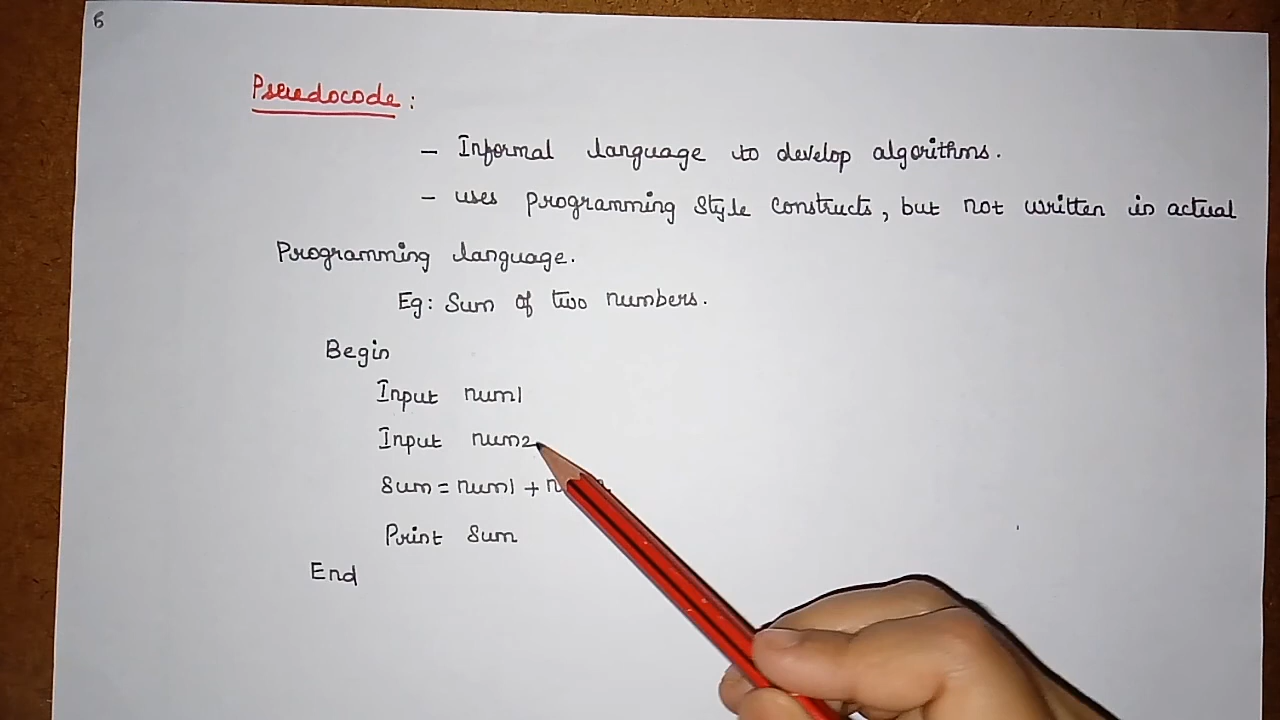 6
Pseudocode :
- Informal language to develop algorithms.
- uses programming style constructs, but not written in actual
Programming language.
Eg: Sum of two numbers.
Begin
Input num1
Input num2
Sum = num1 +
Print Sum
End